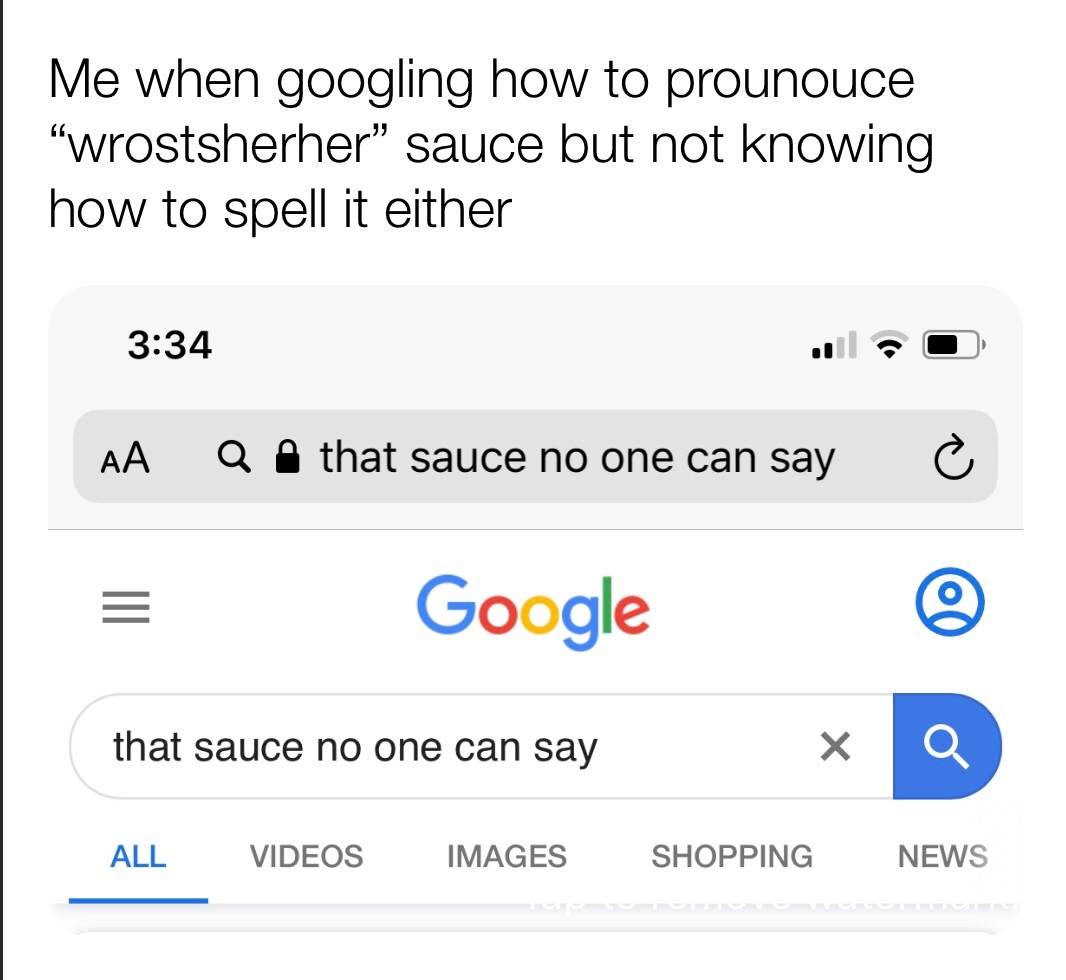 Me when googling how to prounouce
“wrostsherher” sauce but not knowing
how to spell it either
3:34
AA that sauce no one can say
Google
that sauce no one can say
ALL VIDEOS IMAGES SHOPPING NEWS